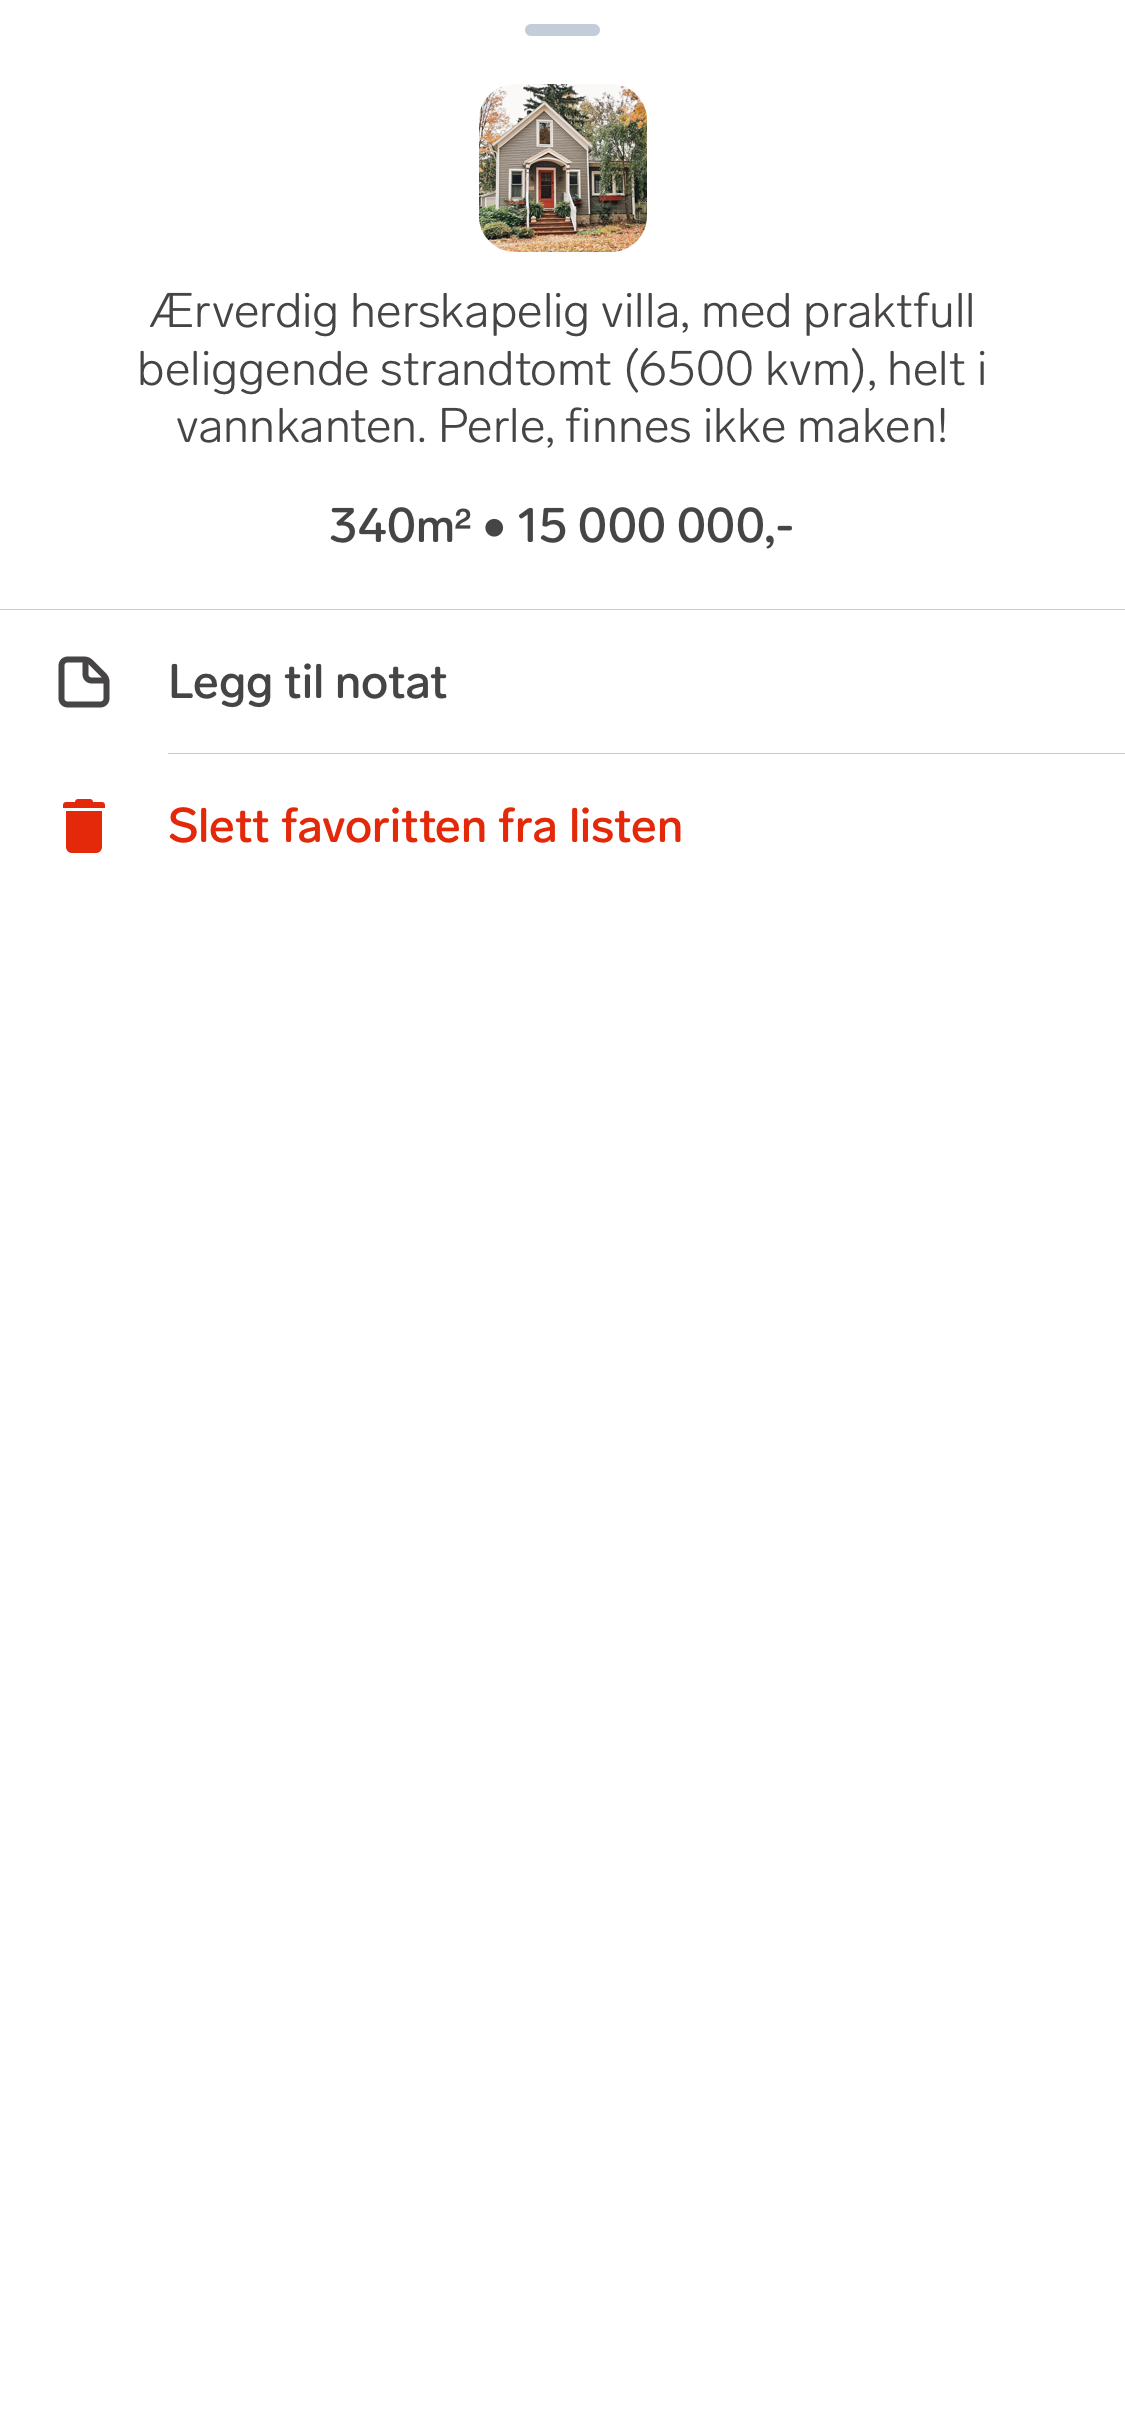 Ærverdig herskapelig villa, med praktfull
beliggende strandtomt (6500 kvm), helt i
vannkanten. Perle, finnes ikke maken!
340m² • 15 000 000,-
Legg til notat
Slett favoritten fra listen